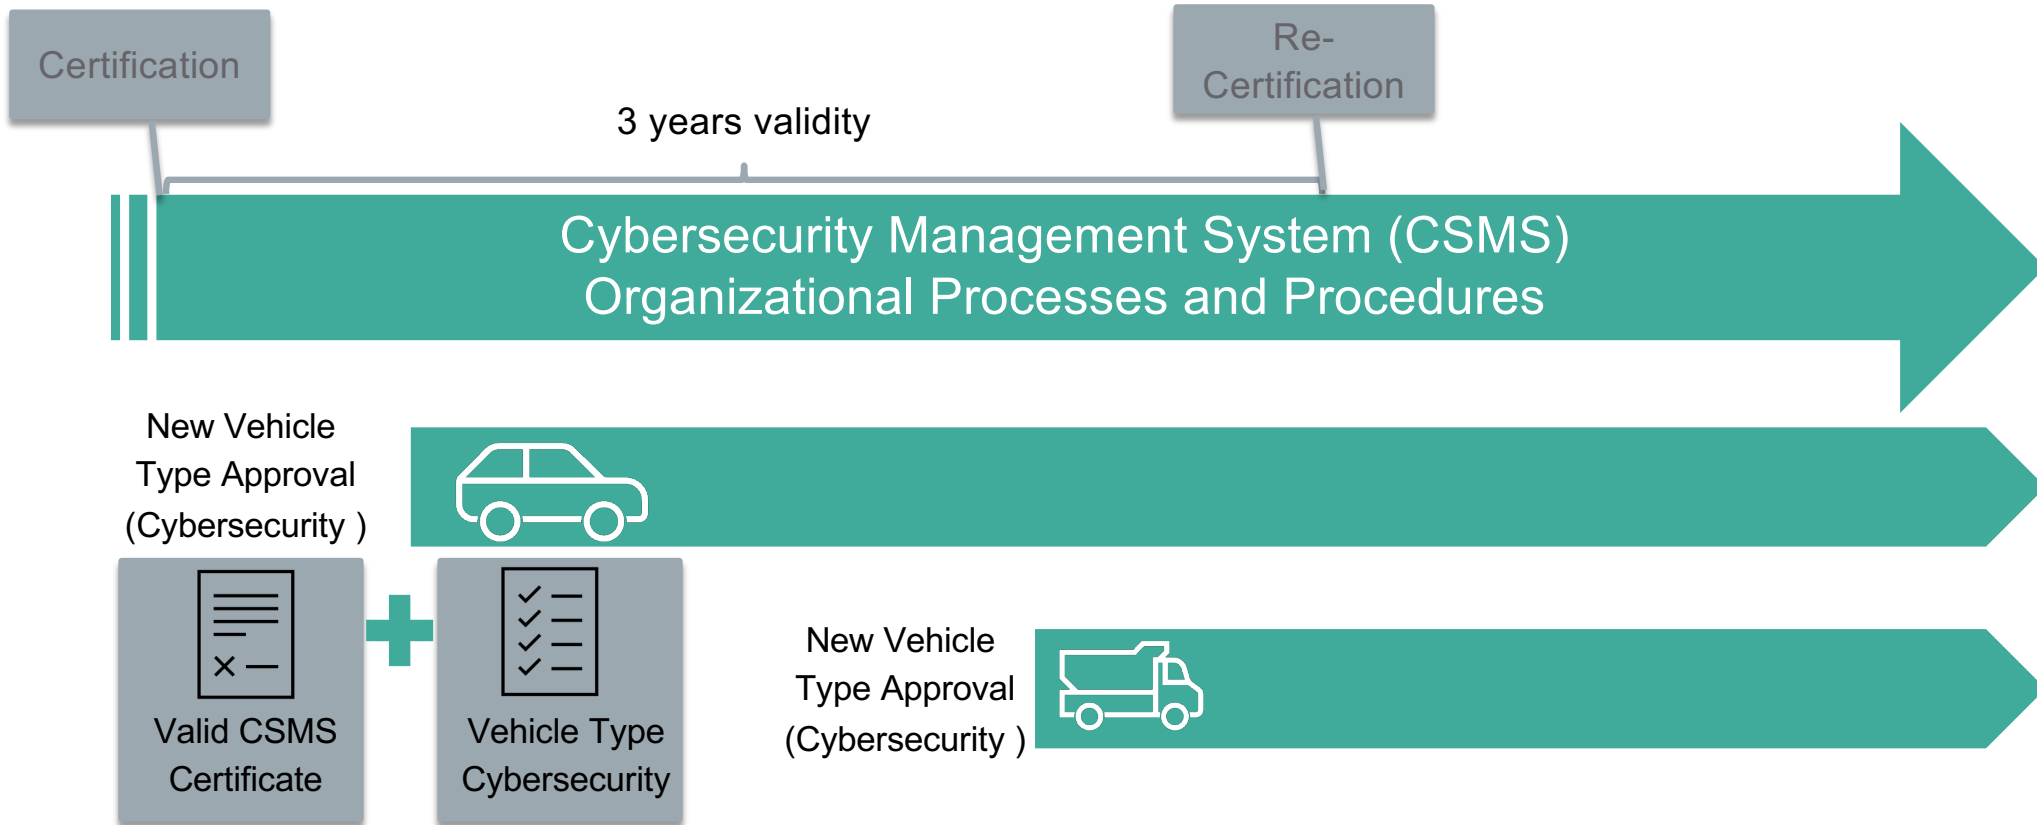 Certification
Re-
Certification
3 years validity
Cybersecurity Management System (CSMS)
Organizational Processes and Procedures
New Vehicle
Type Approval
(Cybersecurity )
Valid CSMS
Certificate
Vehicle Type
Cybersecurity
New Vehicle
Type Approval
(Cybersecurity )